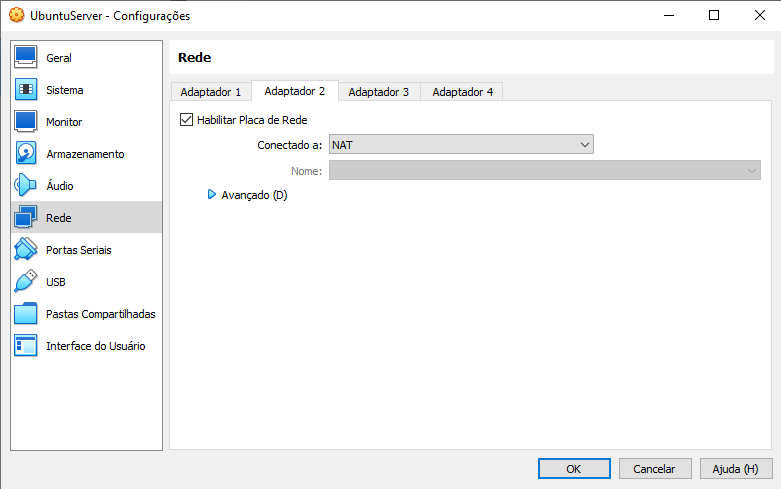 UbuntuServer - Configurações
Geral
Sistema
Monitor
Armazenamento
Áudio
Rede
Portas Seriais
USB
Pastas Compartilhadas
Interface do Usuário
Rede
Adaptador 1 Adaptador 2 Adaptador 3 Adaptador 4
Habilitar Placa de Rede
Conectado a: NAT
Nome:
Avançado (D)
OK Cancelar Ajuda (H)